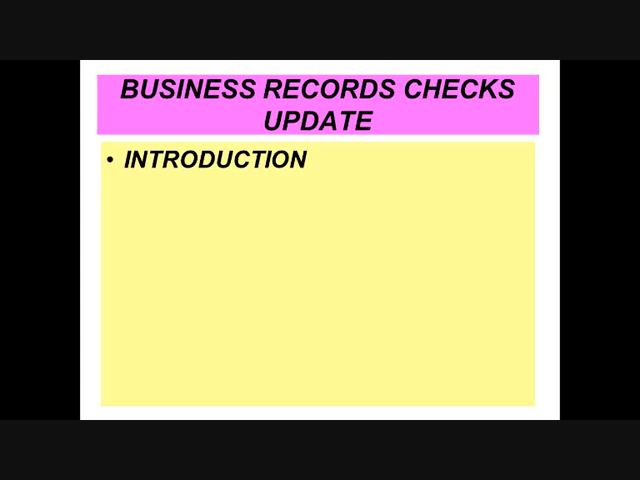 BUSINESS RECORDS CHECKS
UPDATE
• INTRODUCTION